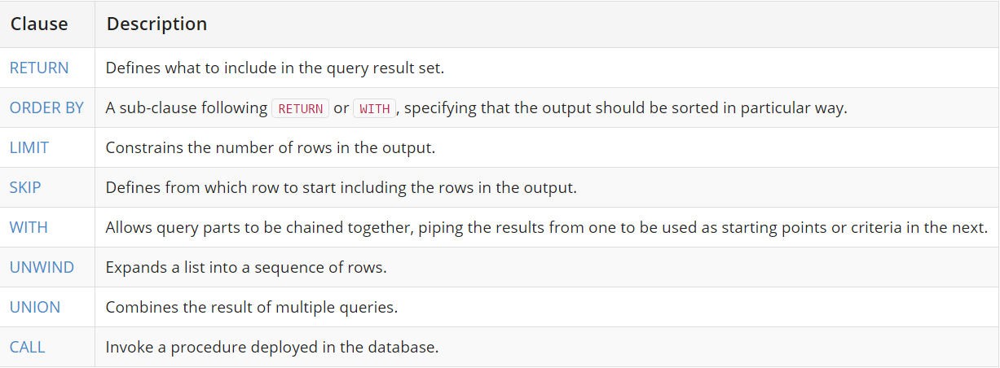 Clause Description
RETURN Defines what to include in the query result set.
ORDER BY A sub-clause following RETURN or WITH, specifying that the output should be sorted in particular way.
LIMIT Constrains the number of rows in the output.
SKIP Defines from which row to start including the rows in the output.
WITH Allows query parts to be chained together, piping the results from one to be used as starting points or criteria in the next.
UNWIND Expands a list into a sequence of rows.
UNION Combines the result of multiple queries.
CALL Invoke a procedure deployed in the database.